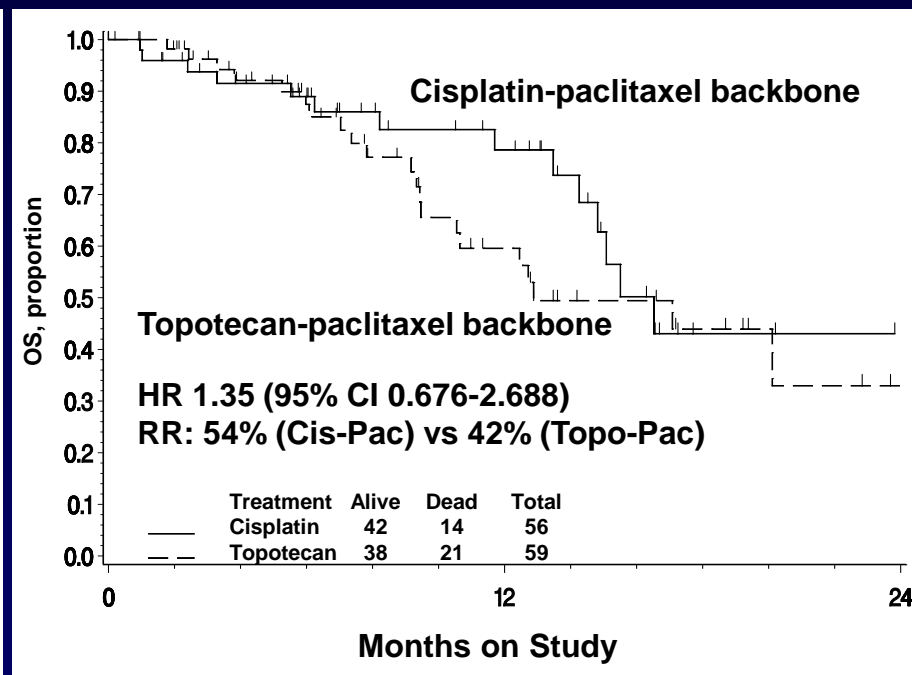 1.0
0.9
0.8
0.7
0.6
0.5
0.4
0.3
0.2
0.1
0.0
OS, proportion
Cisplatin-paclitaxel backbone
Topotecan-paclitaxel backbone
HR 1.35 (95% CI 0.676-2.688)
RR: 54% (Cis-Pac) vs 42% (Topo-Pac)
Treatment Alive Dead Total
Cisplatin 42 14 56
Topotecan 38 21 59
0 12 24
Months on Study